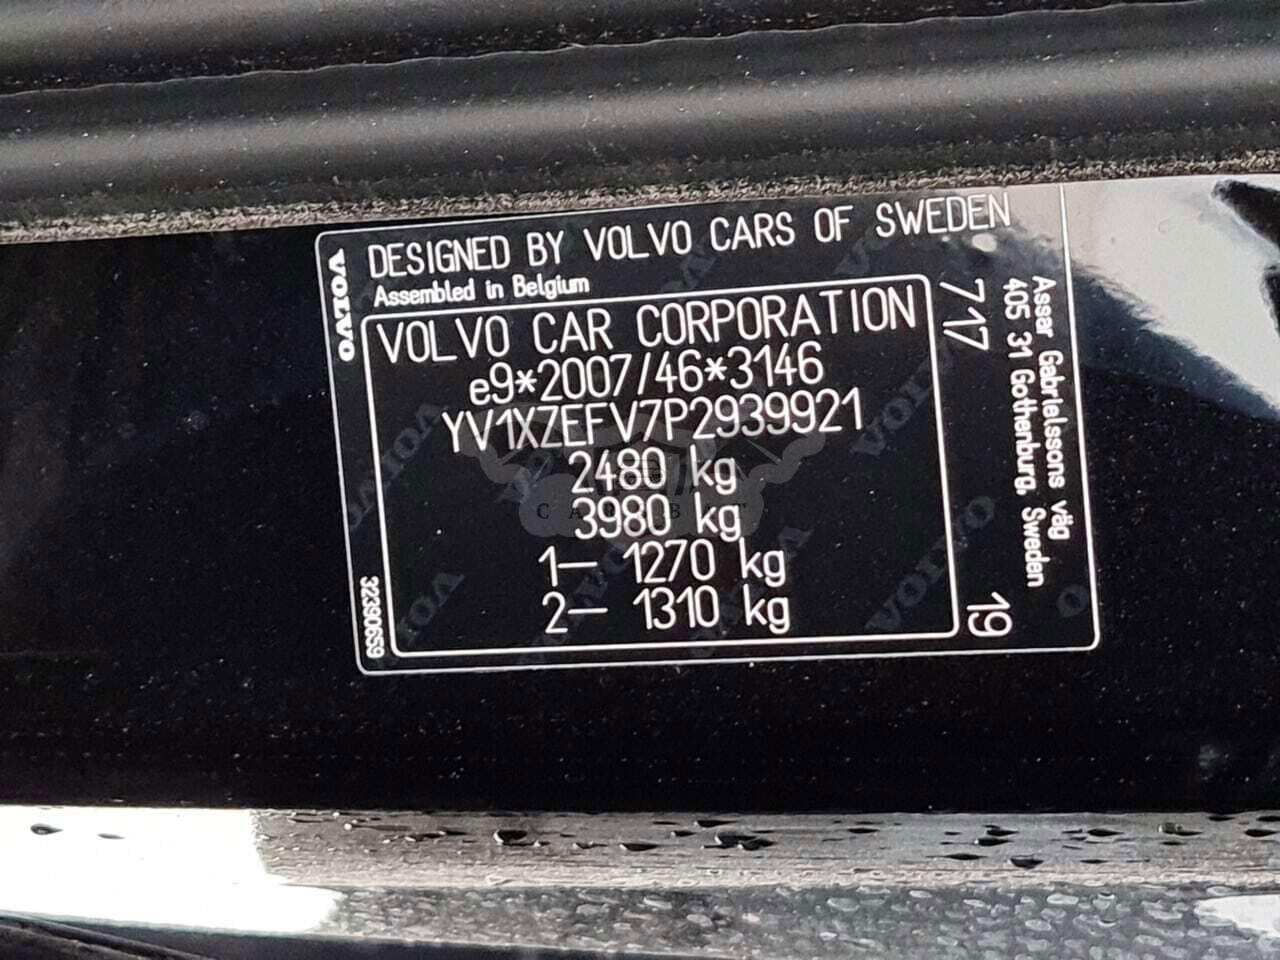 VOLVO
DESIGNED BY VOLVO CARS OF SWEDEN
Assembled in Belgium
VOLVO CAR CORPORATION
e9*2007/46*3146
YV1XZEFV7P2939921
2480 kg
3980 kg
1– 1270 kg
2– 1310 kg
32390659
717
19
Assar Gabrielssons väg
405 31 Gothenburg, Sweden